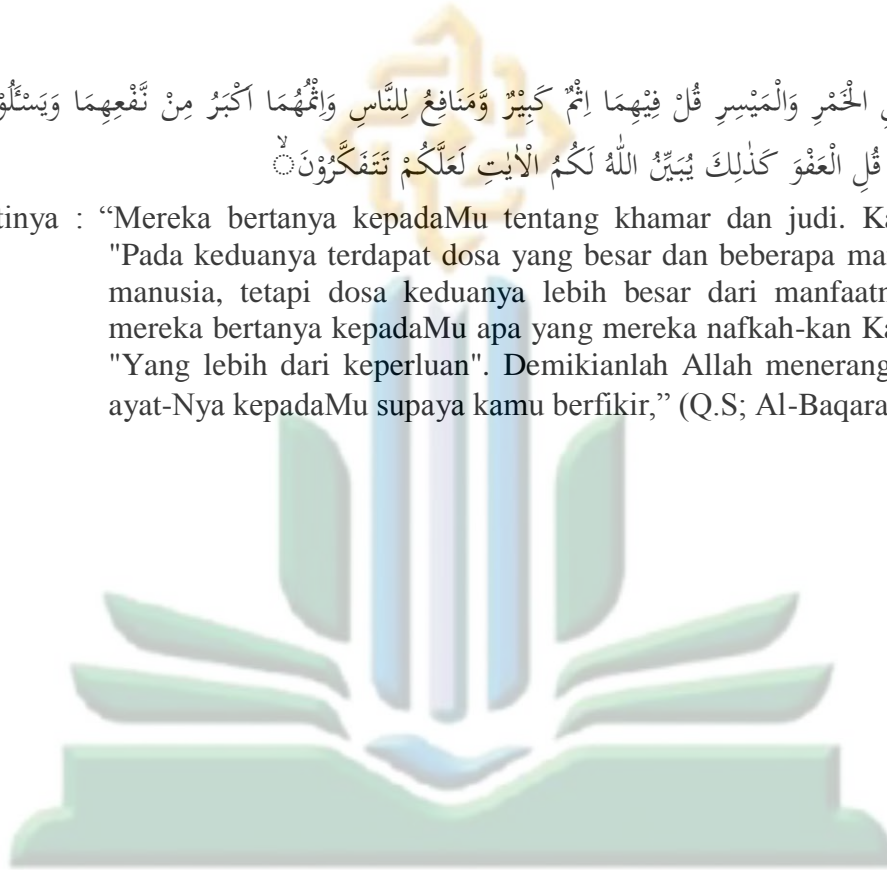 الْخَمْرِ وَالْمَيْسِرِ قُلْ فِيْهِمَا اِثْمٌ كَبِيْرٌ وَّمَنَافِعُ لِلنَّاسِ وَاِثْمُهُمَا اَكْبَرُ مِنْ نَّفْعِهِمَا
قُلِ الْعَفْوَ كَذٰلِكَ يُبَيِّنُ اللّٰهُ لَكُمُ الْاٰيٰتِ لَعَلَّكُمْ تَتَفَكَّرُوْنَۙ
tinya : “Mereka bertanya kepadaMu tentang khamar dan judi. Ka
"Pada keduanya terdapat dosa yang besar dan beberapa ma
manusia, tetapi dosa keduanya lebih besar dari manfaatn
mereka bertanya kepadaMu apa yang mereka nafkah-kan Ka
"Yang lebih dari keperluan". Demikianlah Allah menerang
ayat-Nya kepadaMu supaya kamu berfikir,” (Q.S; Al-Baqara